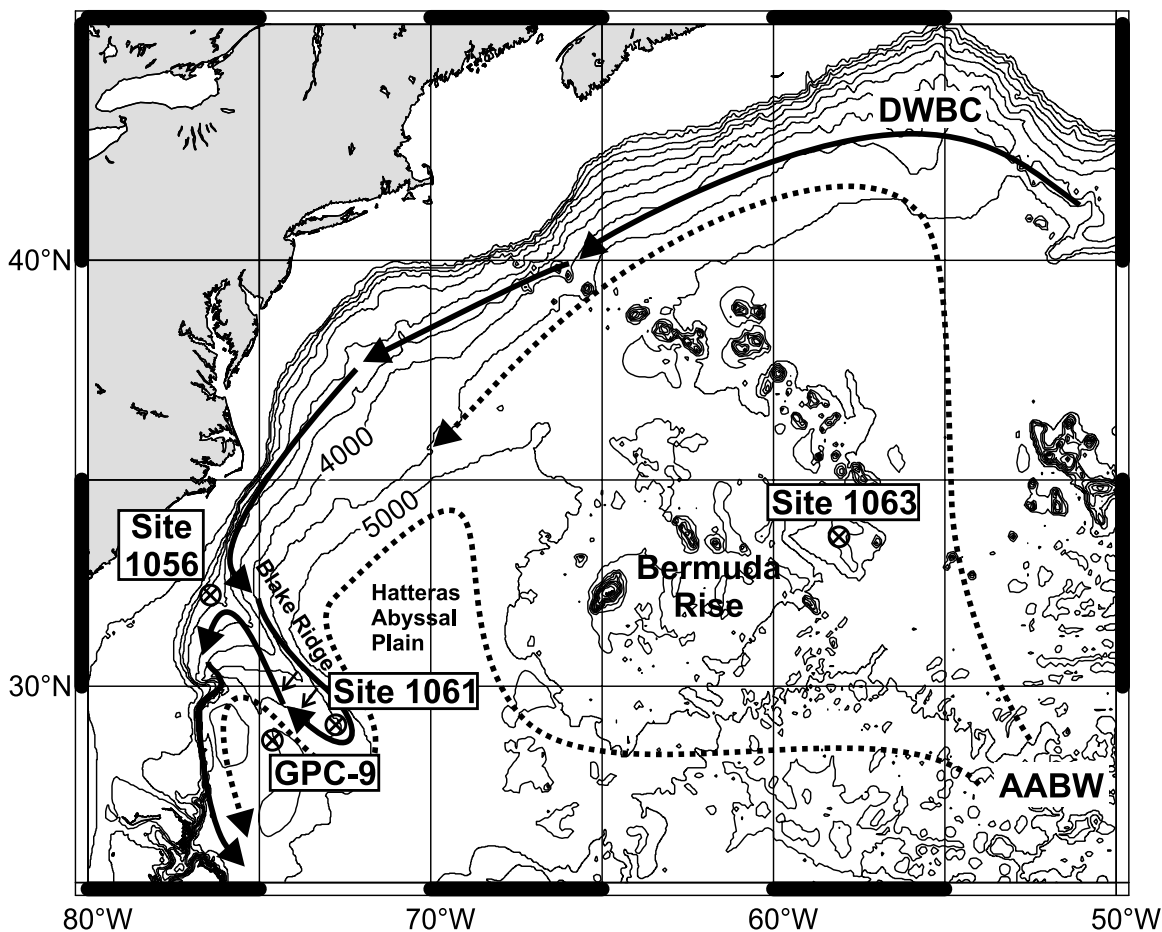 DWBC
40°N
4000
5000
Site 1063
Site
1056
Bermuda
Rise
Blake Ridge
Hatteras
Abyssal
Plain
30°N
Site 1061
GPC-9
AABW
80°W
70°W
60°W
50°W